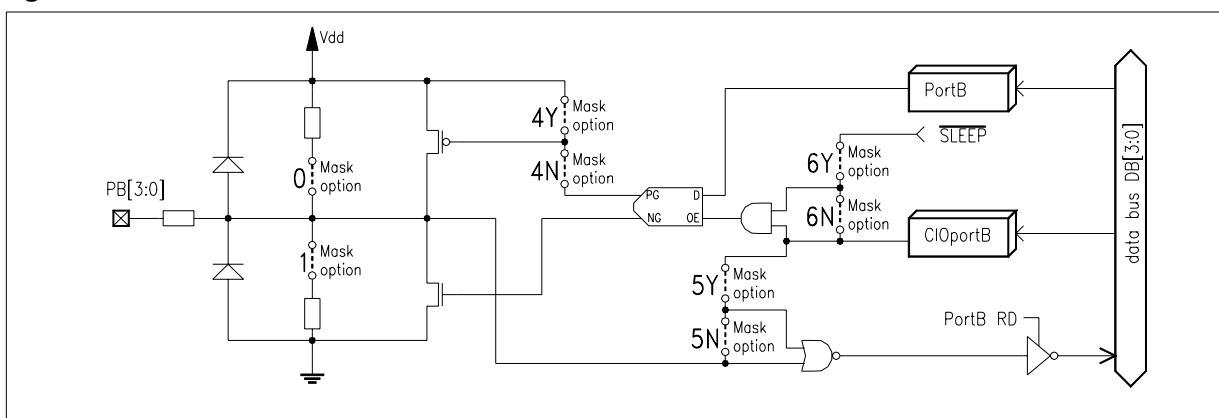 Vdd
4Y
Mask
option
PortB
SLEEP
4N
Mask
option
6Y
Mask
option
0
Mask
option
PB[3:0]
PG
D
NG
OE
6N
Mask
option
CIOportB
data bus DB[3:0]
1
Mask
option
5Y
Mask
option
5N
Mask
option
PortB RD